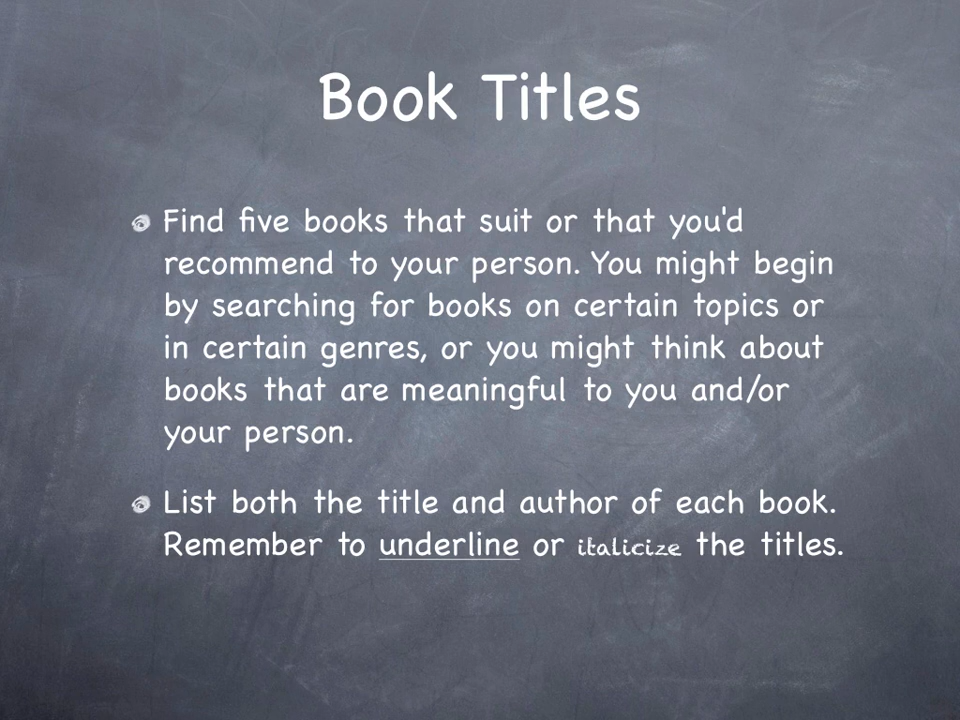 Book Titles
Find five books that suit or that you'd
recommend to your person. You might begin
by searching for books on certain topics or
in certain genres, or you might think about
books that are meaningful to you and/or
your person.
List both the title and author of each book.
Remember to underline or italicize the titles.